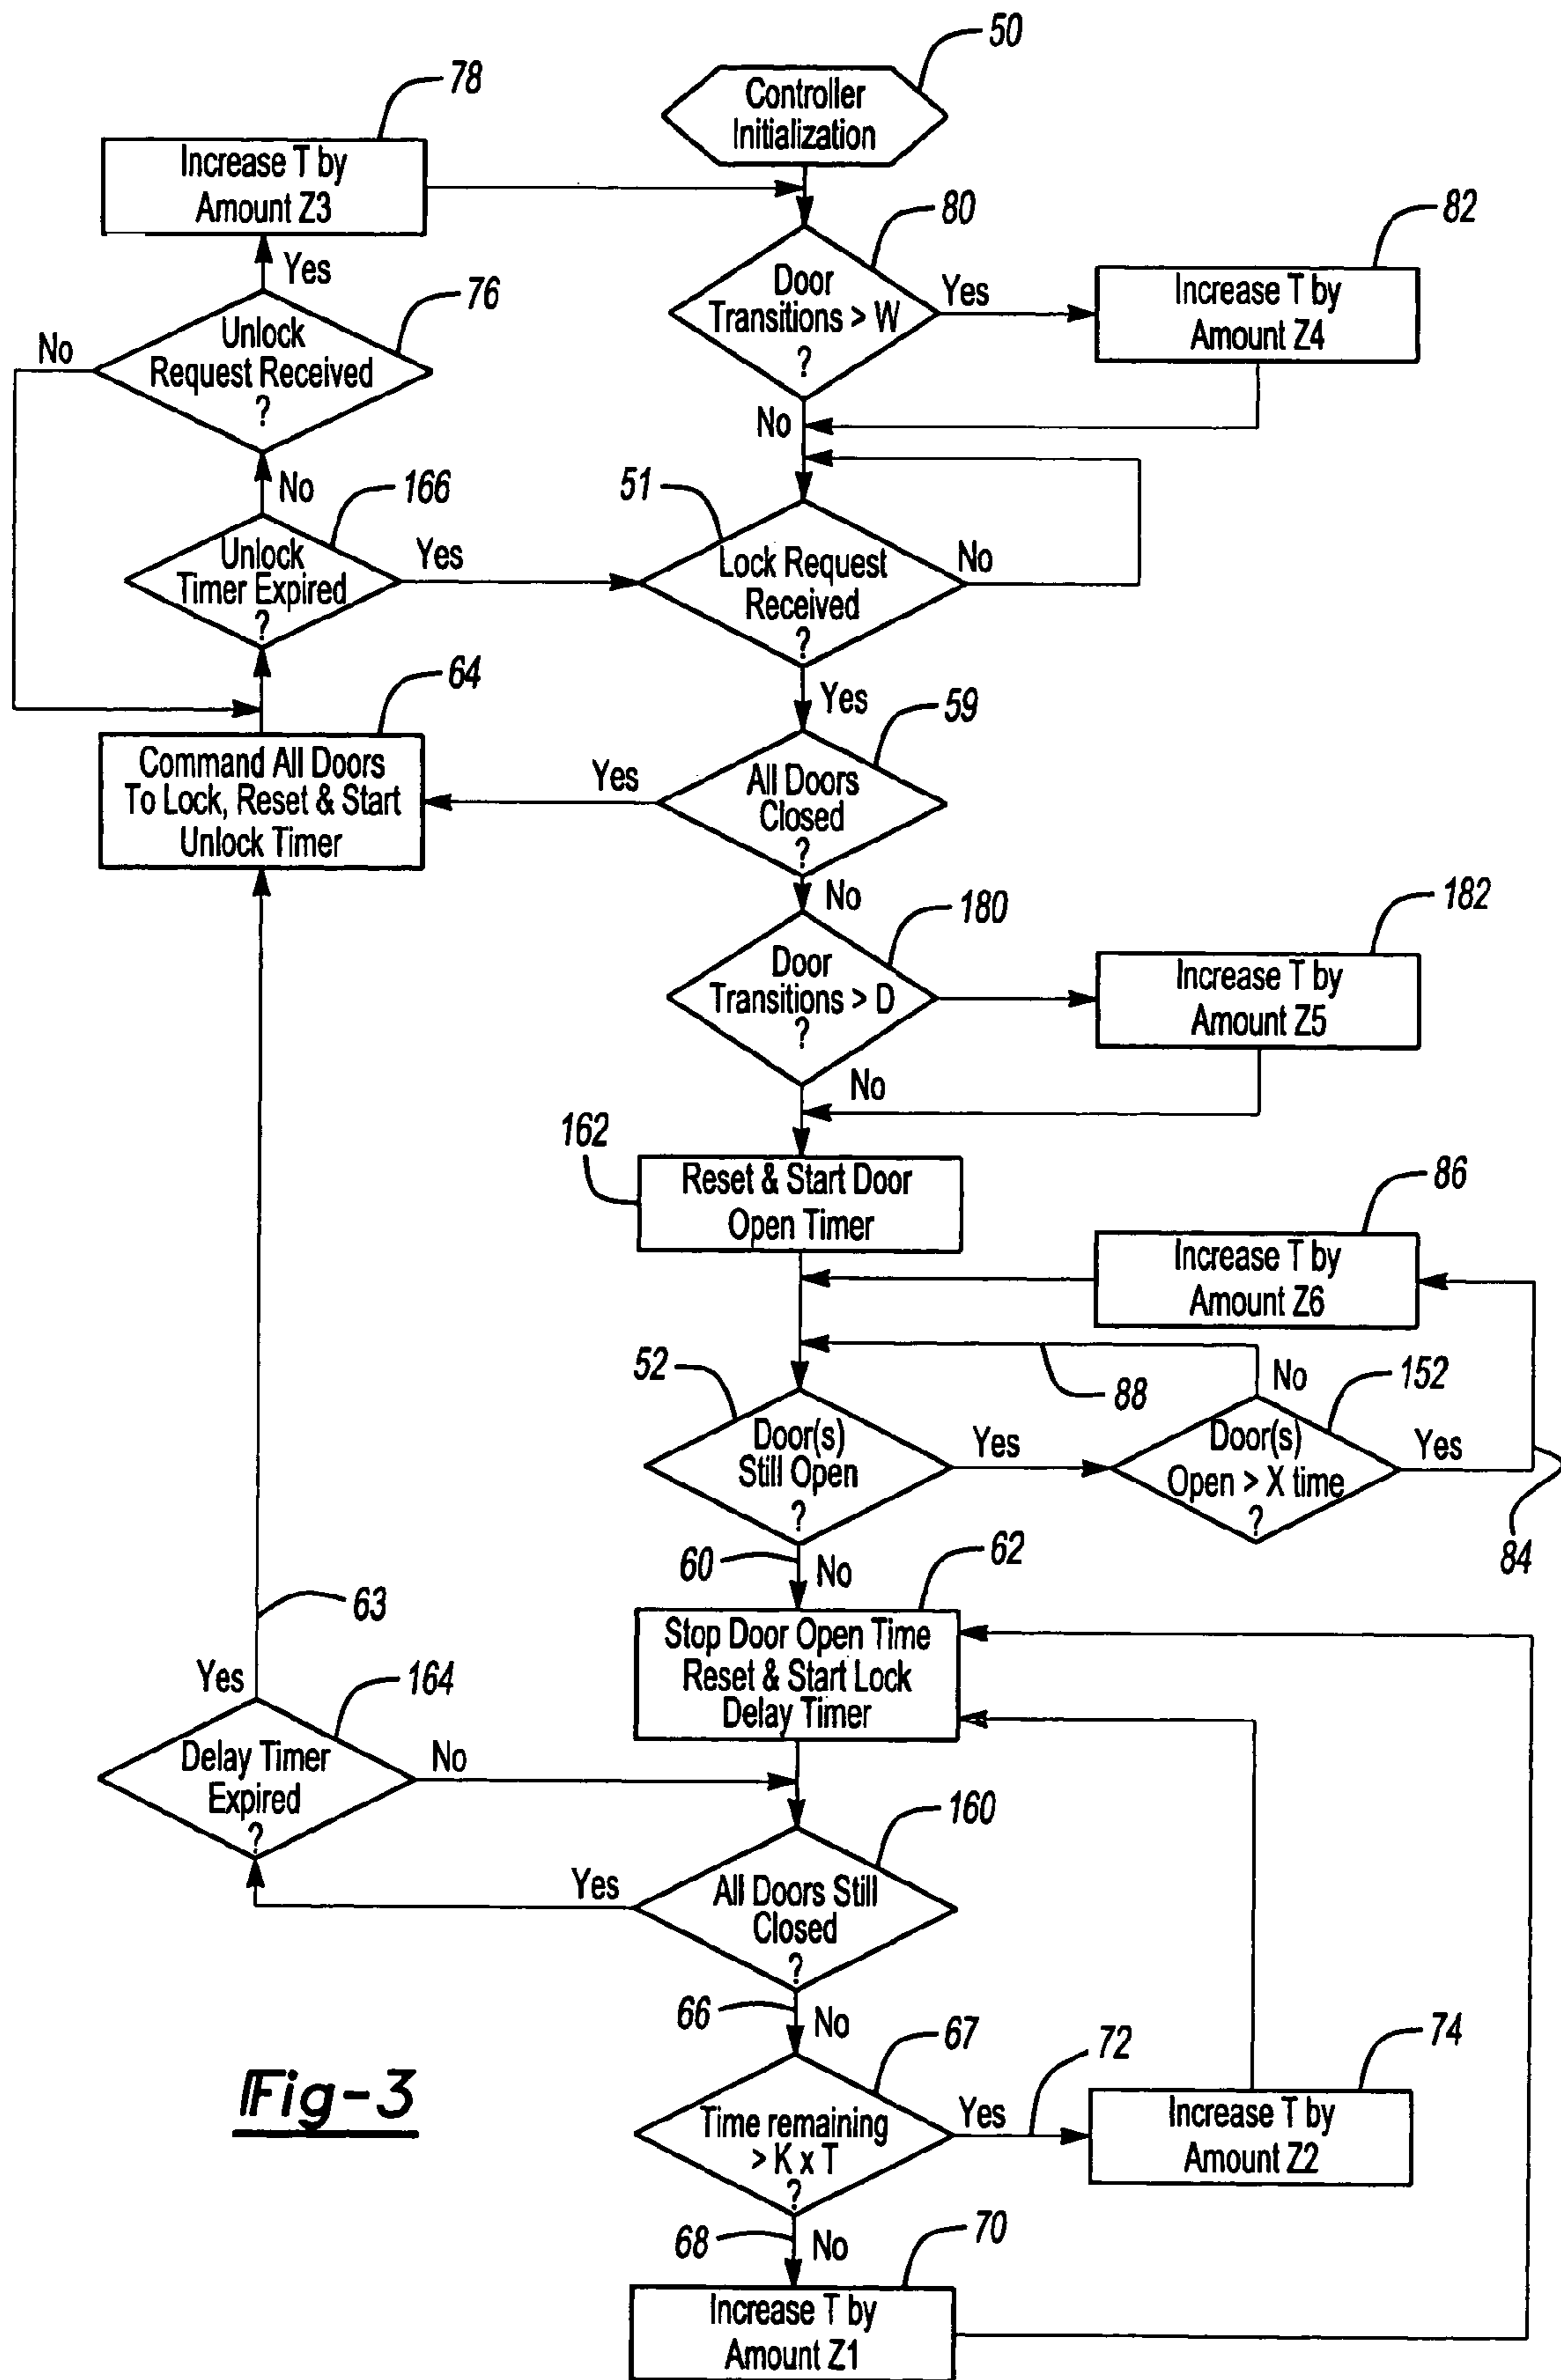 50
Controller
Initialization
78
Increase T by
Amount Z3
80
Door
Transitions > W
?
Yes
82
Increase T by
Amount Z4
Yes
76
Unlock
Request Received
?
No
No
No
166
Unlock
Timer Expired
?
Yes
51
Lock Request
Received
?
No
Yes
64
Command All Doors
To Lock, Reset & Start
Unlock Timer
59
All Doors
Closed
?
Yes
No
180
Door
Transitions > D
?
182
Increase T by
Amount Z5
No
162
Reset & Start Door
Open Timer
86
Increase T by
Amount Z6
52
Door(s)
Still Open
?
Yes
88
No
152
Door(s)
Open > X time
?
Yes
84
60
No
62
Stop Door Open Time
Reset & Start Lock
Delay Timer
63
Yes
164
Delay Timer
Expired
?
No
160
All Doors Still
Closed
?
Yes
66
No
67
Time remaining
> K x T
?
Yes
72
74
Increase T by
Amount Z2
68
No
70
Increase T by
Amount Z1
Fig-3